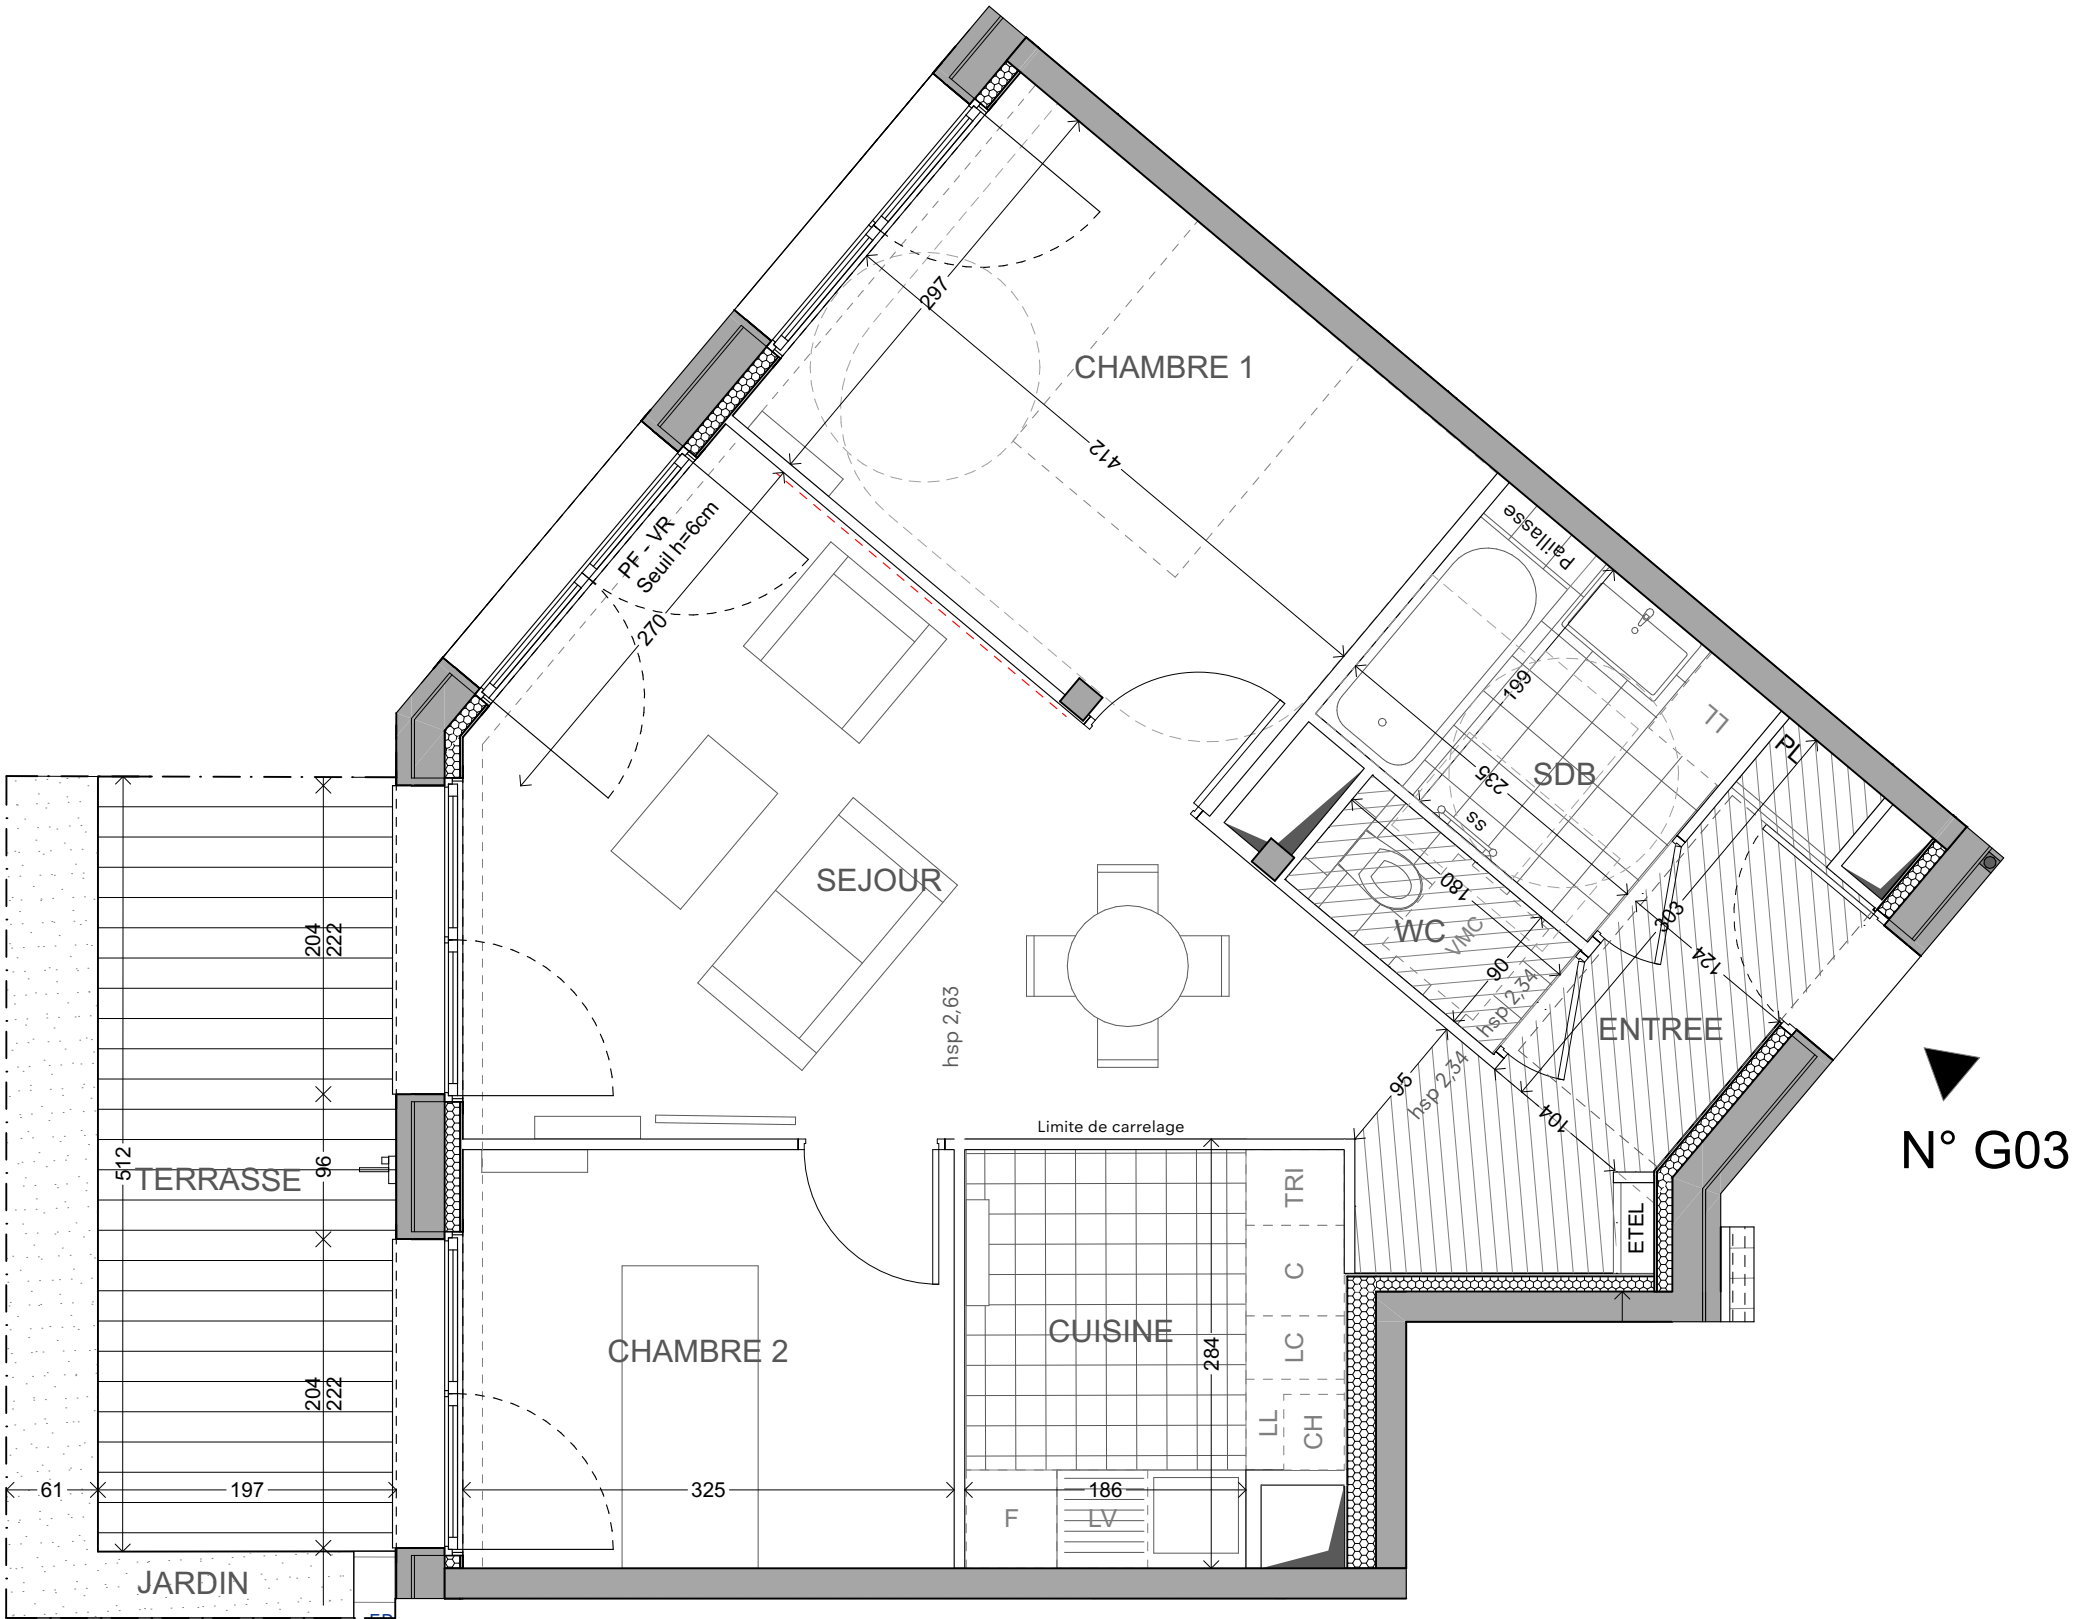 297
CHAMBRE 1
412
PF - VR
Seuil h=6cm
270
Paillasse
199
LL
PL
235
SDB
SS
SEJOUR
180
WC
VMC
303
124
90
hsp 2,34
ENTREE
204
222
hsp 2,63
95
hsp 2,34
104
N° G03
Limite de carrelage
512
TERRASSE
96
TRI
ETEL
C
CUISINE
284
LC
CHAMBRE 2
204
222
LL
CH
61
197
325
186
F
LV
JARDIN